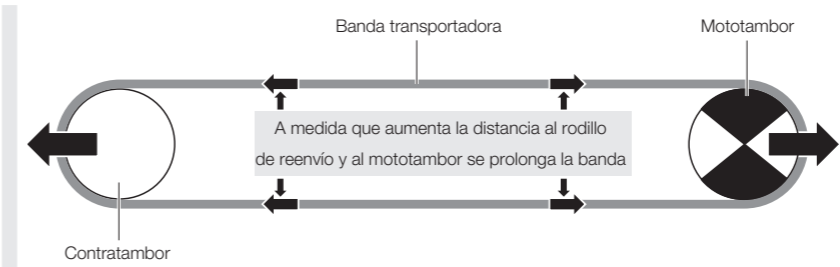 Banda transportadora
Mototambor
A medida que aumenta la distancia al rodillo
de reenvío y al mototambor se prolonga la banda
Contratambor